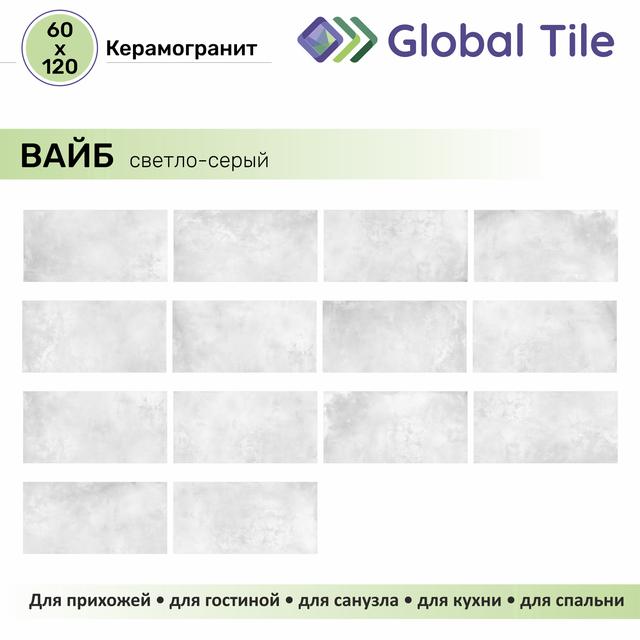 60
x
120
Керамогранит
Global Tile
ВАЙБ светло-серый
Для прихожей • для гостиной • для санузла • для кухни • для спальни